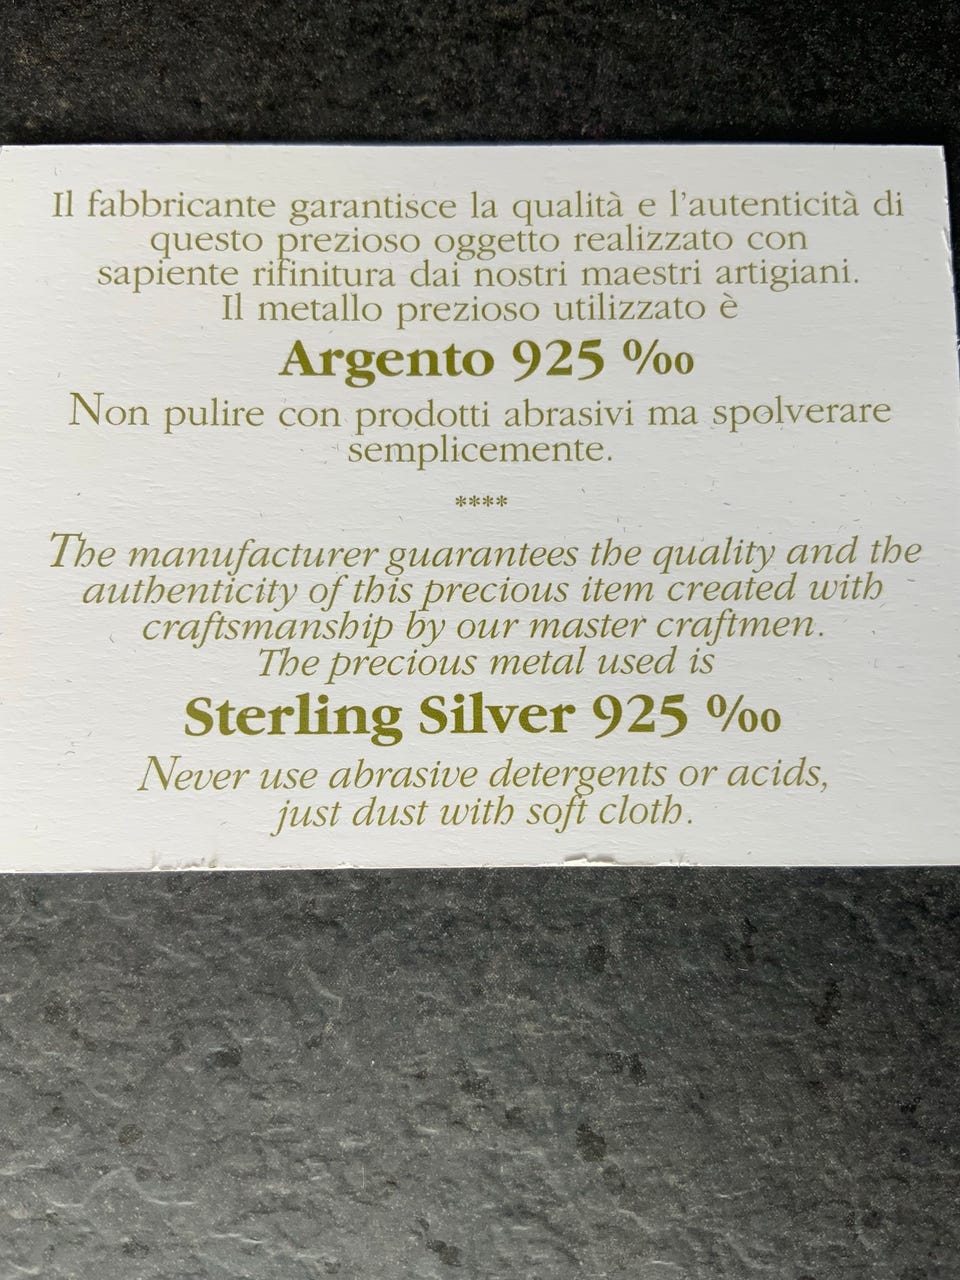 Il fabbricante garantisce la qualità e l'autenticità di
questo prezioso oggetto realizzato con
sapiente rifinitura dai nostri maestri artigiani.
Il metallo prezioso utilizzato è
Argento 925 ‰
Non pulire con prodotti abrasivi ma spolverare
semplicemente.
****
The manufacturer guarantees the quality and the
authenticity of this precious item created with
craftsmanship by our master craftmen.
The precious metal used is
Sterling Silver 925 ‰
Never use abrasive detergents or acids,
just dust with soft cloth.